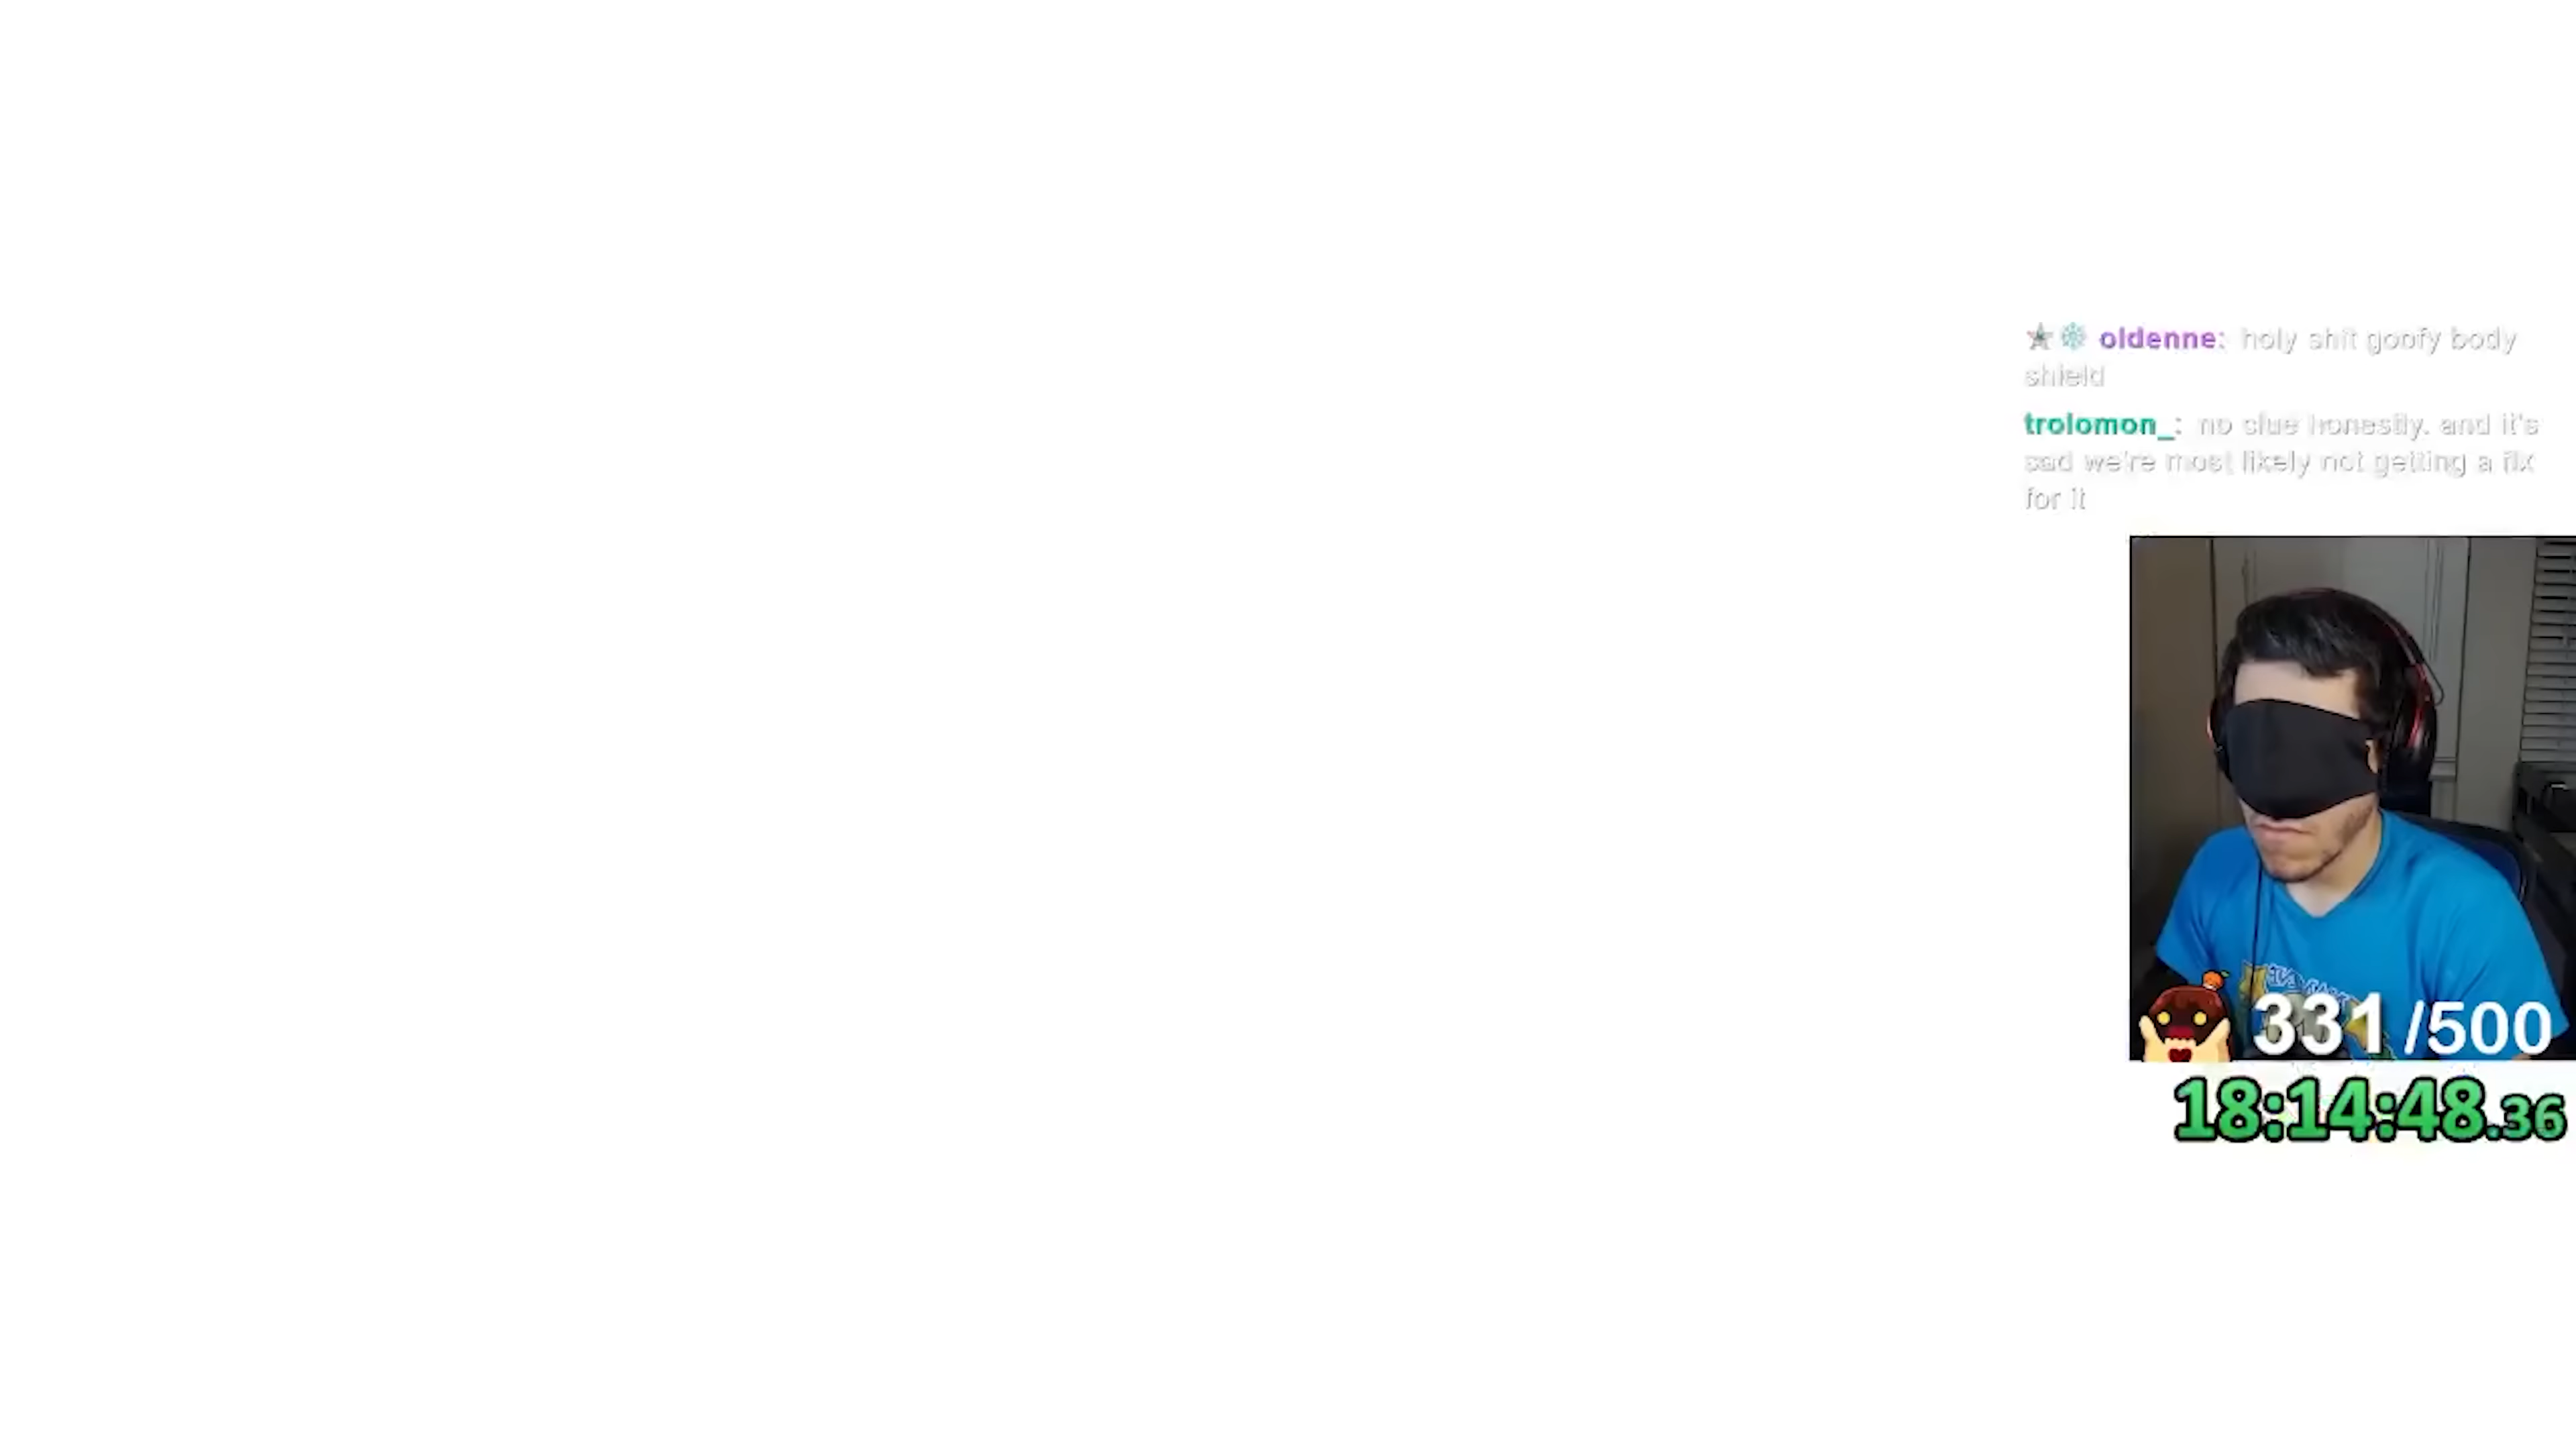 oldenne: holy shit goofy body
shield
trolomon_: no clue honestly. and it's
sad we're most likely not getting a fix
for it
331 /500
18:14:48.36